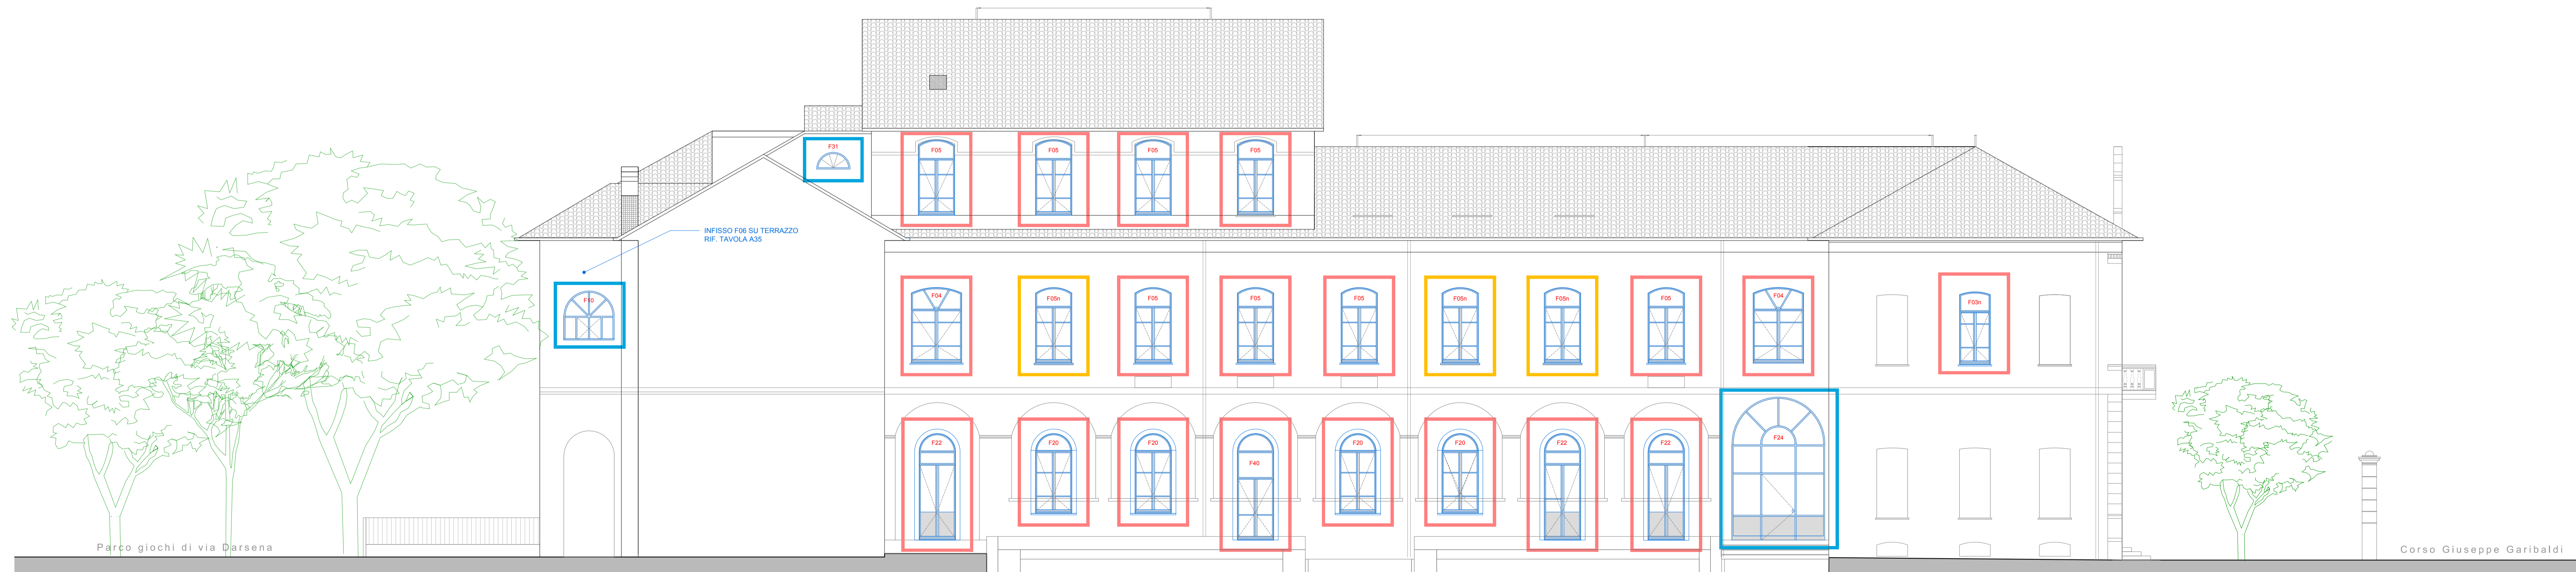 F31
F05
F05
F05
F05
INFISSO F06 SU TERRAZZO
RIF. TAVOLA A35
F10
F04
F05n
F05
F05
F05
F05n
F05n
F05
F04
F03n
F22
F20
F20
F40
F20
F20
F22
F22
F24
Parco giochi di via Darsena
Corso Giuseppe Garibaldi